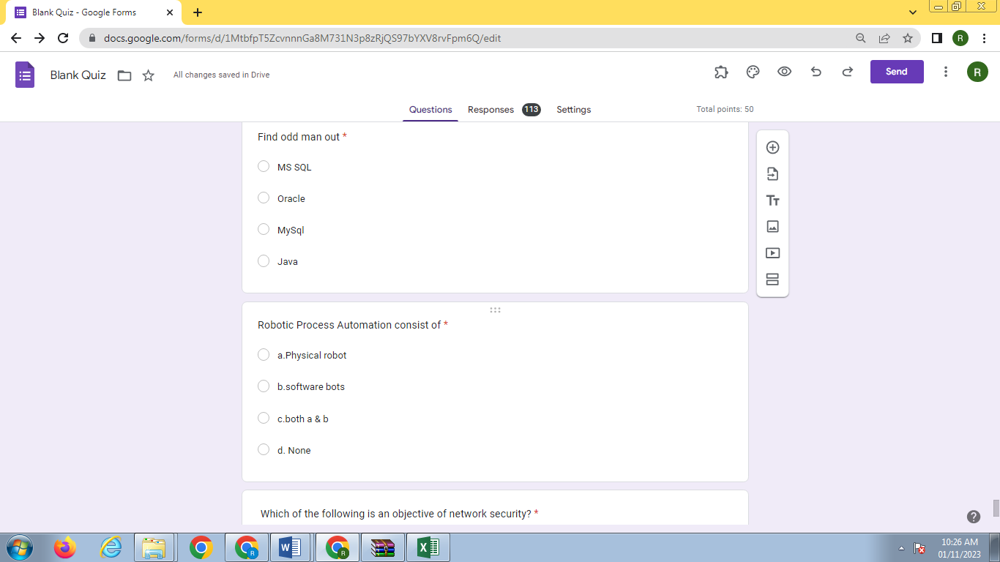 Blank Quiz - Google Forms
docs.google.com/forms/d/1MtbfpT5ZcvnnnGa8M731N3p8zRjQS97bYXV8rvFpm6Q/edit
R
Blank Quiz
All changes saved in Drive
Send
R
Questions Responses 113 Settings
Total points: 50
Find odd man out *
MS SQL
Oracle
MySql
Java
Robotic Process Automation consist of *
a.Physical robot
b.software bots
c.both a & b
d. None
Which of the following is an objective of network security? *
10:26 AM
01/11/2023